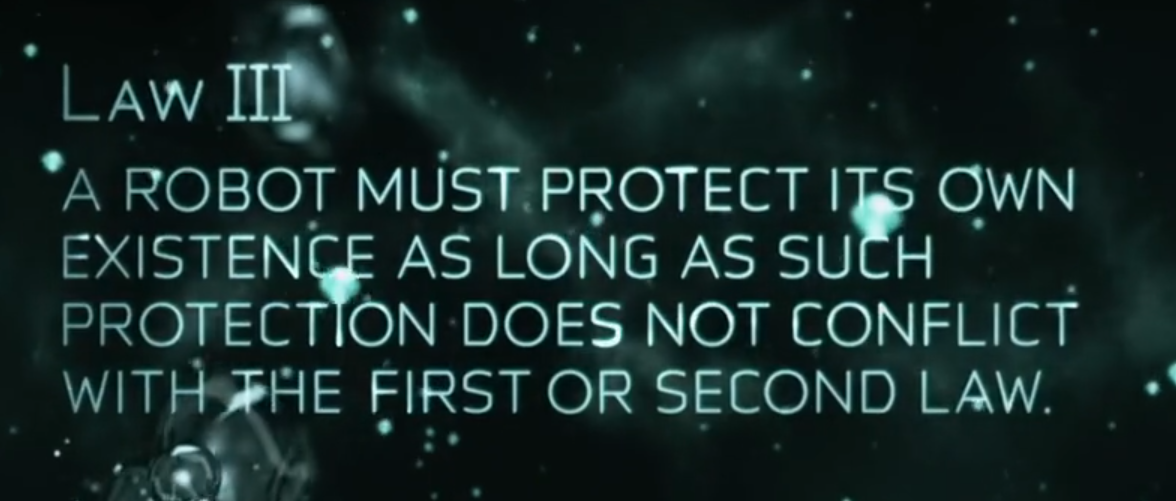 LAW III
A ROBOT MUST PROTECT ITS OWN
EXISTENCE AS LONG AS SUCH
PROTECTION DOES NOT CONFLICT
WITH THE FIRST OR SECOND LAW.